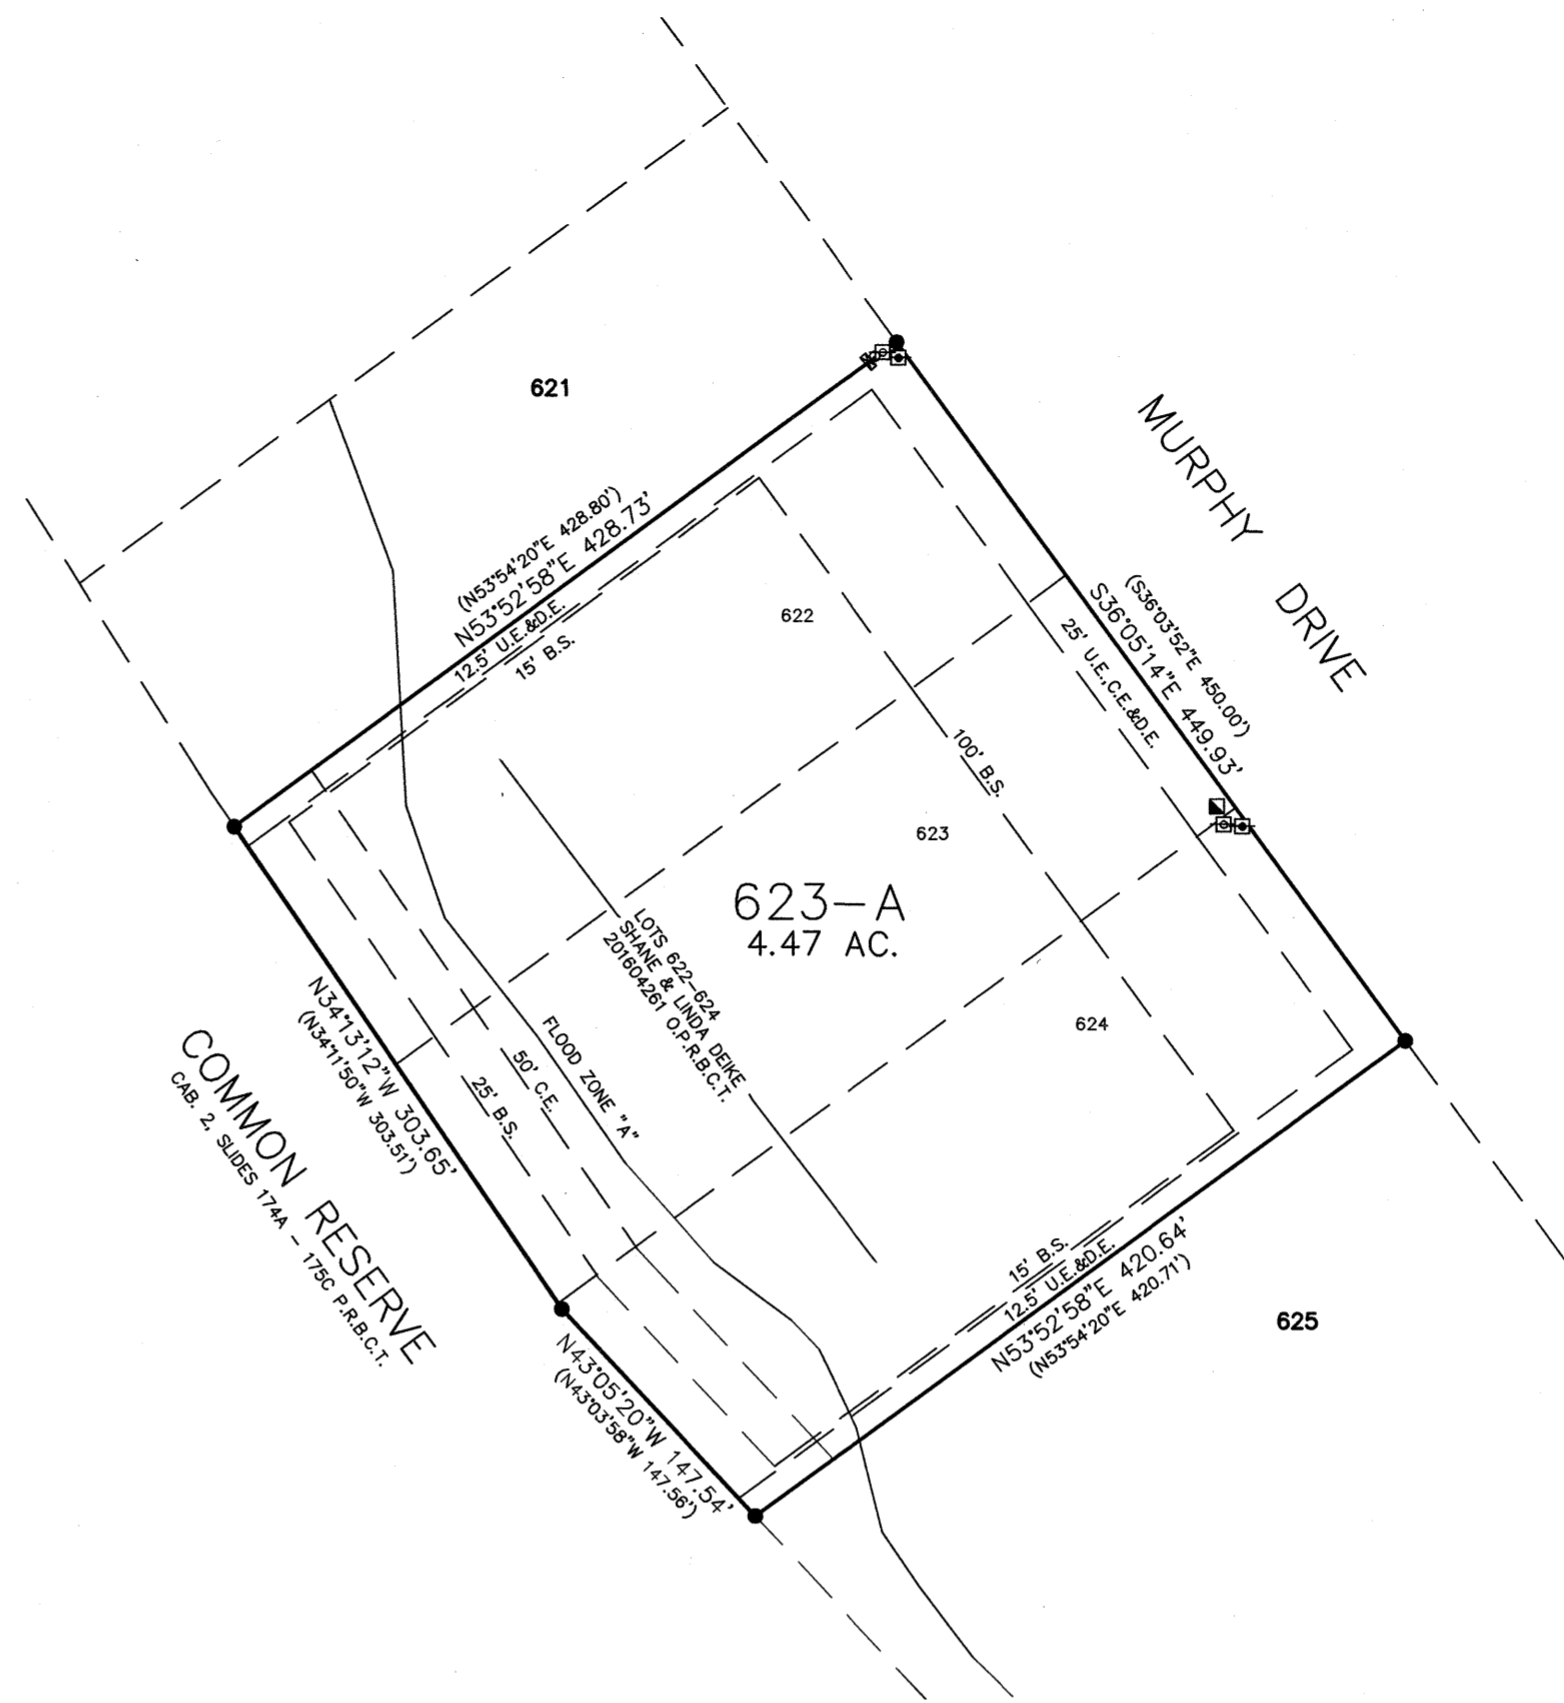 621
MURPHY DRIVE
(N53°54'20"E 428.80')
N53°52'58"E 428.73'
12.5' U.E.&D.E.
15' B.S.
622
(S36°03'52"E 450.00')
S36°05'14"E 449.93'
25' U.E.,C.E.&D.E.
100' B.S.
623
623-A
4.47 AC.
LOTS 622-624
SHANE & LINDA DEIKE
201604261 O.P.R.B.C.T.
624
FLOOD ZONE "A"
50' C.E.
25' B.S.
N34°13'12"W 303.65'
(N34°11'50"W 303.51')
COMMON RESERVE
CAB. 2, SLIDES 174A - 175C P.R.B.C.T.
15' B.S.
12.5' U.E.&D.E.
N53°52'58"E 420.64'
(N53°54'20"E 420.71')
625
N43°05'20"W 147.54'
(N43°03'58"W 147.56')